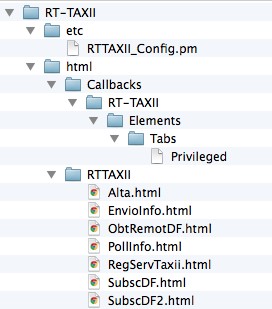 RT-TAXII
etc
RTTAXII_Config.pm
html
Callbacks
RT-TAXII
Elements
Tabs
Privileged
RTTAXII
Alta.html
EnvioInfo.html
ObtRemotDF.html
PollInfo.html
RegServTaxii.html
SubscDF.html
SubscDF2.html